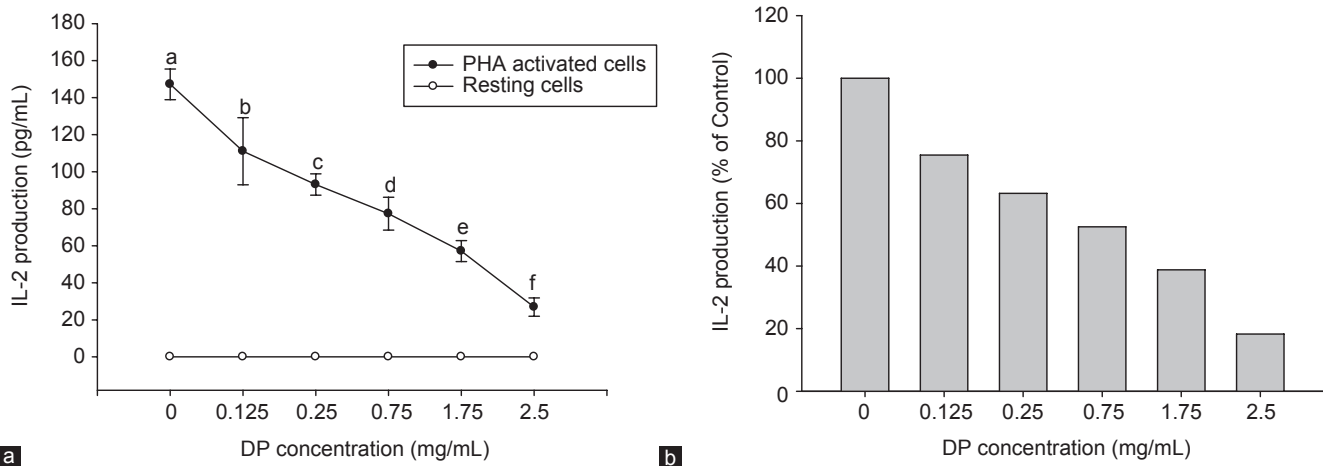 180
160
140
120
100
80
60
40
20
0
IL-2 production (pg/mL)
a
b
c
d
e
f
PHA activated cells
Resting cells
0 0.125 0.25 0.75 1.75 2.5
DP concentration (mg/mL)
a
120
100
80
60
40
20
0
IL-2 production (% of Control)
0 0.125 0.25 0.75 1.75 2.5
DP concentration (mg/mL)
b